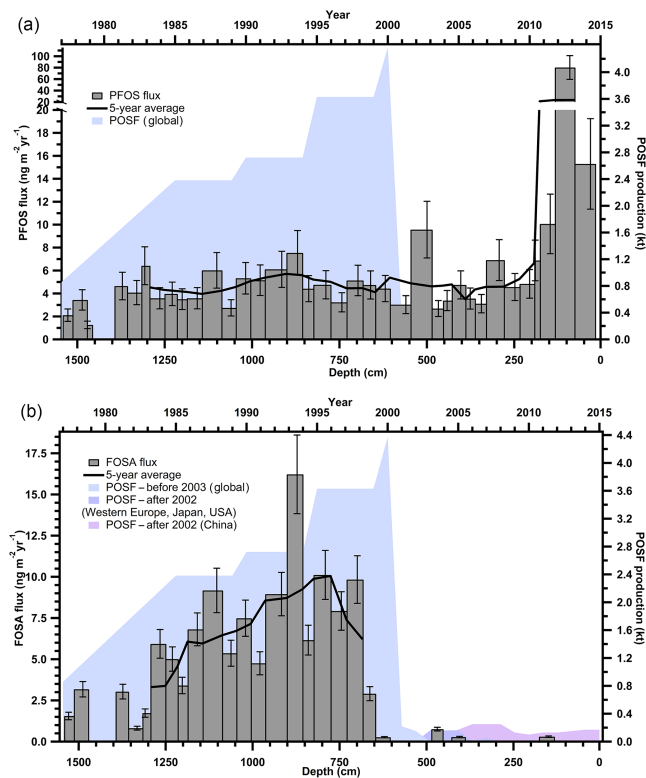 (a)
Year
1980 1985 1990 1995 2000 2005 2010 2015
100
80
60
40
20
20
18
16
14
12
10
8
6
4
2
0
PFOS flux (ng m⁻² yr⁻¹)
PFOS flux
5-year average
POSF (global)
4.0
3.6
3.2
2.8
2.4
2.0
1.6
1.2
0.8
0.4
0.0
POSF production (kt)
1500 1250 1000 750 500 250 0
Depth (cm)
(b)
Year
1980 1985 1990 1995 2000 2005 2010 2015
17.5
15.0
12.5
10.0
7.5
5.0
2.5
0.0
FOSA flux (ng m⁻² yr⁻¹)
FOSA flux
5-year average
POSF – before 2003 (global)
POSF – after 2002
(Western Europe, Japan, USA)
POSF – after 2002 (China)
4.4
4.0
3.6
3.2
2.8
2.4
2.0
1.6
1.2
0.8
0.4
0.0
POSF production (kt)
1500 1250 1000 750 500 250 0
Depth (cm)